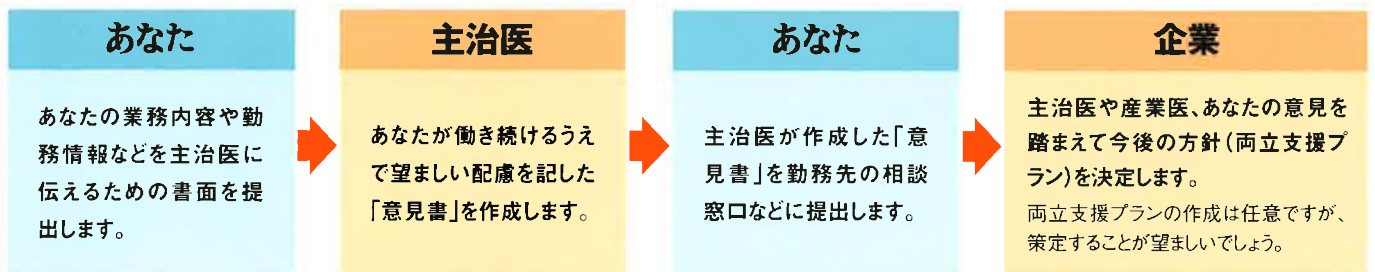 あなた
あなたの業務内容や勤
務情報などを主治医に
伝えるための書面を提
出します。
主治医
あなたが働き続けるうえ
で望ましい配慮を記した
「意見書」を作成します。
あなた
主治医が作成した「意
見書」を勤務先の相談
窓口などに提出します。
企業
主治医や産業医、あなたの意見を
踏まえて今後の方針(両立支援プ
ラン)を決定します。
両立支援プランの作成は任意ですが、
策定することが望ましいでしょう。